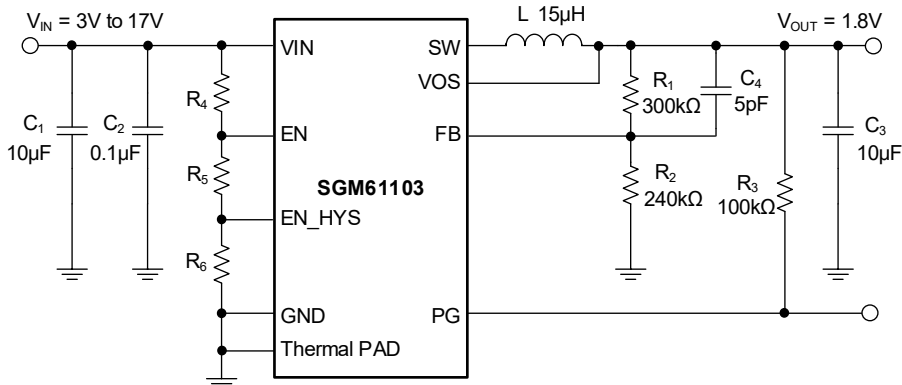 V_IN = 3V to 17V
L 15µH
V_OUT = 1.8V
VIN
SW
VOS
R_4
R_1
300kΩ
C_4
5pF
C_1
10µF
C_2
0.1µF
EN
FB
C_3
10µF
R_5
SGM61103
R_2
240kΩ
R_3
100kΩ
EN_HYS
R_6
GND
PG
Thermal PAD